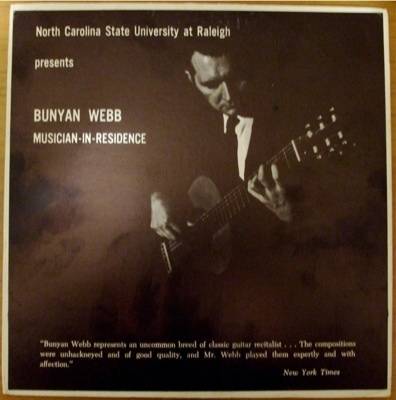 North Carolina State University at Raleigh
presents
BUNYAN WEBB
MUSICIAN-IN-RESIDENCE
"Bunyan Webb represents an uncommon breed of classic guitar recitalist . . . The compositions
were unhackneyed and of good quality, and Mr. Webb played them expertly and with
affection."
New York Times